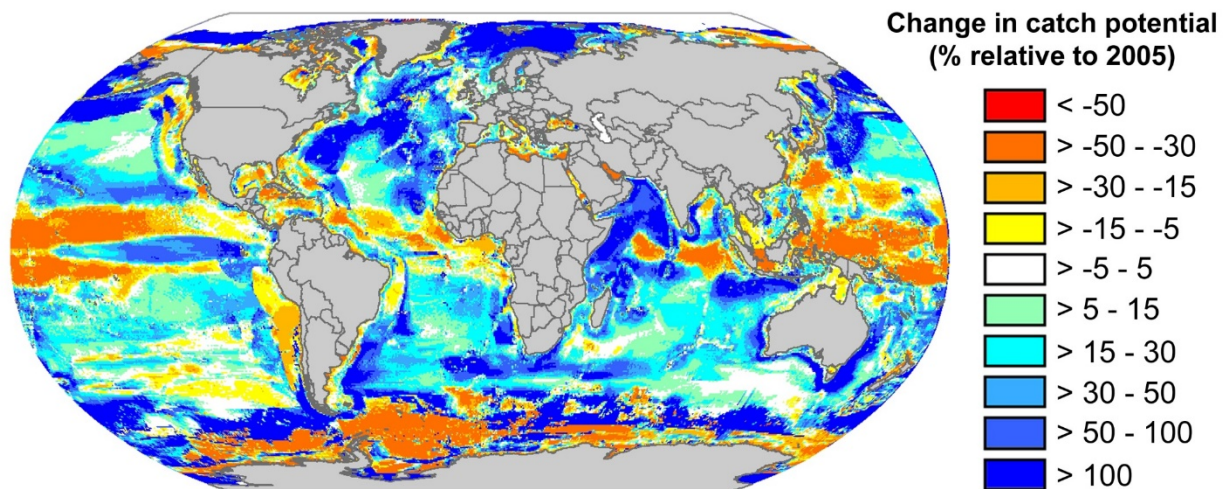 Change in catch potential
(% relative to 2005)
< -50
> -50 - -30
> -30 - -15
> -15 - -5
> -5 - 5
> 5 - 15
> 15 - 30
> 30 - 50
> 50 - 100
> 100